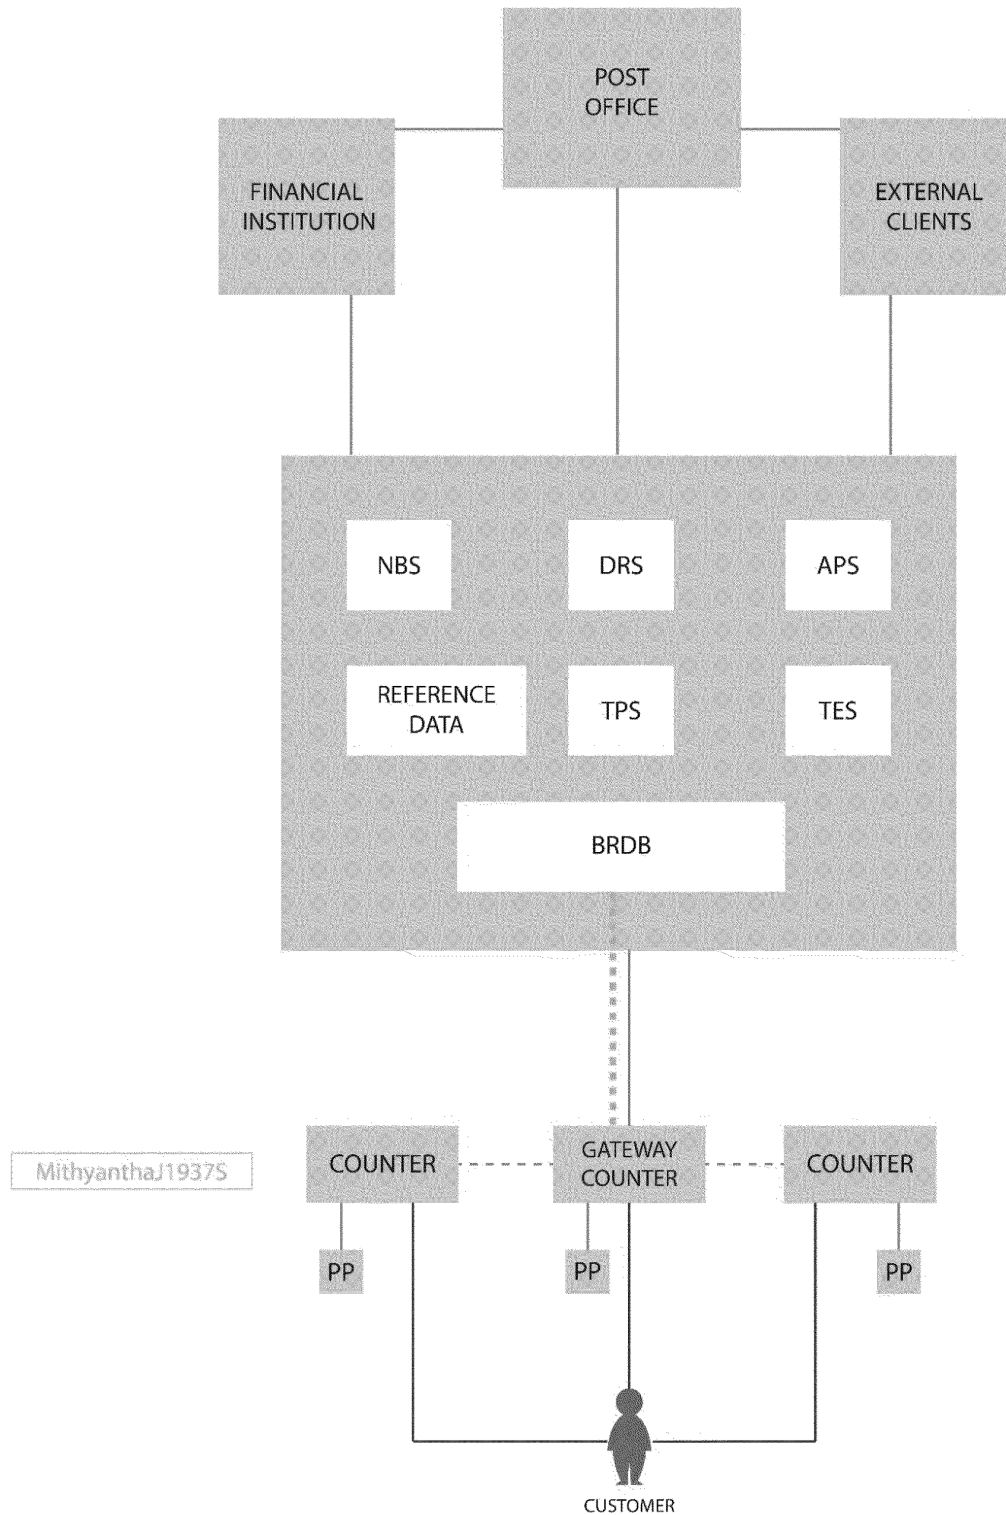 POST
OFFICE
FINANCIAL
INSTITUTION
EXTERNAL
CLIENTS
NBS
DRS
APS
REFERENCE
DATA
TPS
TES
BRDB
MithyanthaJ1937S
COUNTER
GATEWAY
COUNTER
COUNTER
PP
PP
PP
CUSTOMER